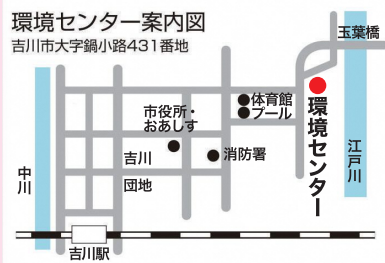 環境センター案内図
吉川市大字鍋小路431番地
玉葉橋
体育館
プール
市役所・
おあしす
環境センター
消防署
吉川
団地
中川
江戸川
吉川駅